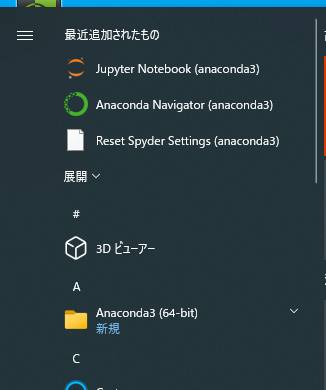 最近追加されたもの
Jupyter Notebook (anaconda3)
Anaconda Navigator (anaconda3)
Reset Spyder Settings (anaconda3)
展開
#
3D ビューアー
A
Anaconda3 (64-bit)
新規
C